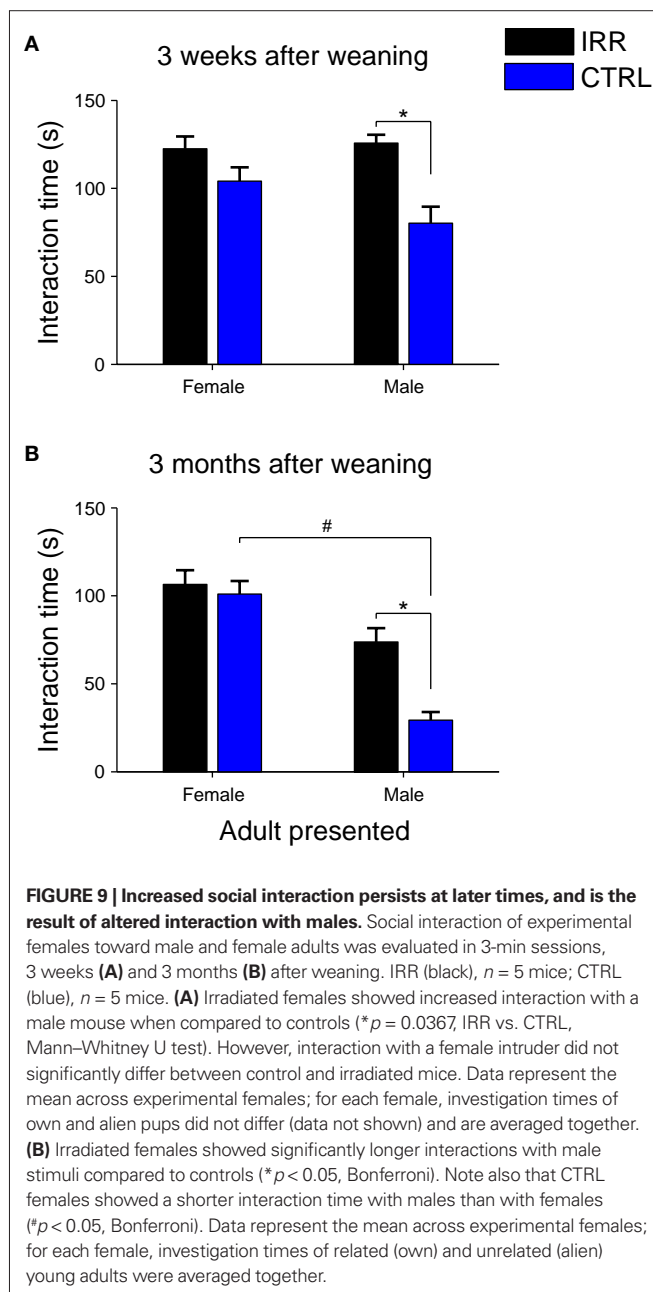 A
3 weeks after weaning
IRR
CTRL
150
100
50
0
Interaction time (s)
*
Female
Male
B
3 months after weaning
150
100
50
0
Interaction time (s)
#
*
Female
Male
Adult presented
FIGURE 9 | Increased social interaction persists at later times, and is the
result of altered interaction with males. Social interaction of experimental
females toward male and female adults was evaluated in 3-min sessions,
3 weeks (A) and 3 months (B) after weaning. IRR (black), n = 5 mice; CTRL
(blue), n = 5 mice. (A) Irradiated females showed increased interaction with a
male mouse when compared to controls (*p = 0.0367, IRR vs. CTRL,
Mann–Whitney U test). However, interaction with a female intruder did not
significantly differ between control and irradiated mice. Data represent the
mean across experimental females; for each female, investigation times of
own and alien pups did not differ (data not shown) and are averaged together.
(B) Irradiated females showed significantly longer interactions with male
stimuli compared to controls (*p < 0.05, Bonferroni). Note also that CTRL
females showed a shorter interaction time with males than with females
(#p < 0.05, Bonferroni). Data represent the mean across experimental females;
for each female, investigation times of related (own) and unrelated (alien)
young adults were averaged together.